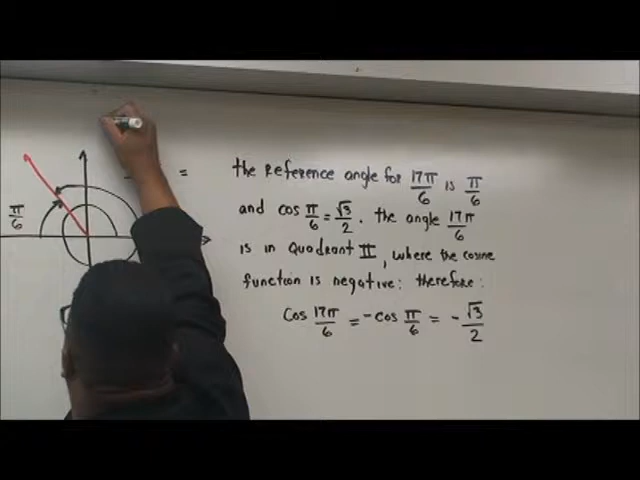 π/6
=
the reference angle for 17π/6 is π/6
and cos π/6 = √3/2. the angle 17π/6
is in Quadrant II, where the cosine
function is negative: therefore:
Cos 17π/6 = -cos π/6 = -√3/2